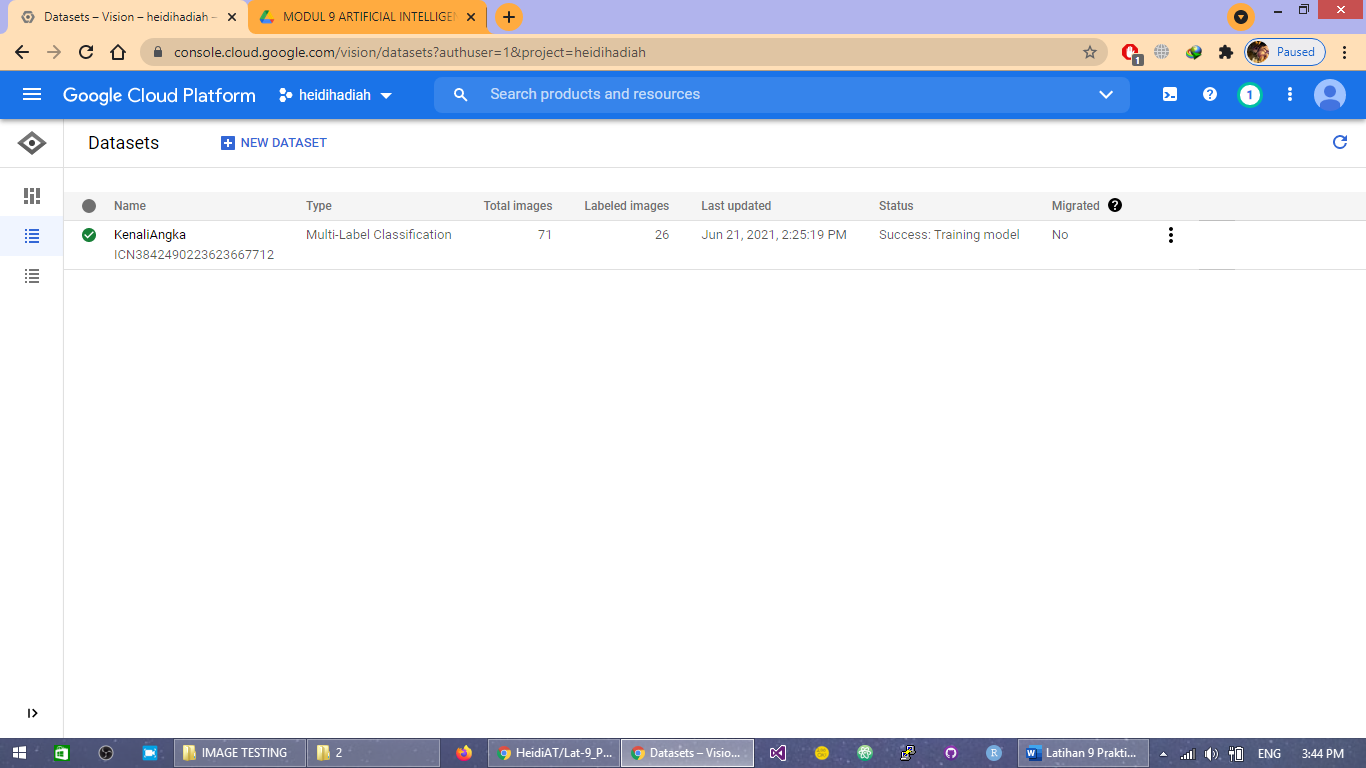 Datasets – Vision – heidihadiah –
MODUL 9 ARTIFICIAL INTELLIGEN
console.cloud.google.com/vision/datasets?authuser=1&project=heidihadiah
1
Paused
Google Cloud Platform
heidihadiah
Search products and resources
1
Datasets
NEW DATASET
Name Type Total images Labeled images Last updated Status Migrated
KenaliAngka Multi-Label Classification 71 26 Jun 21, 2021, 2:25:19 PM Success: Training model No
ICN3842490223623667712
IMAGE TESTING
2
HeidiAT/Lat-9_P...
Datasets – Visio...
R
Latihan 9 Prakti...
ENG
3:44 PM